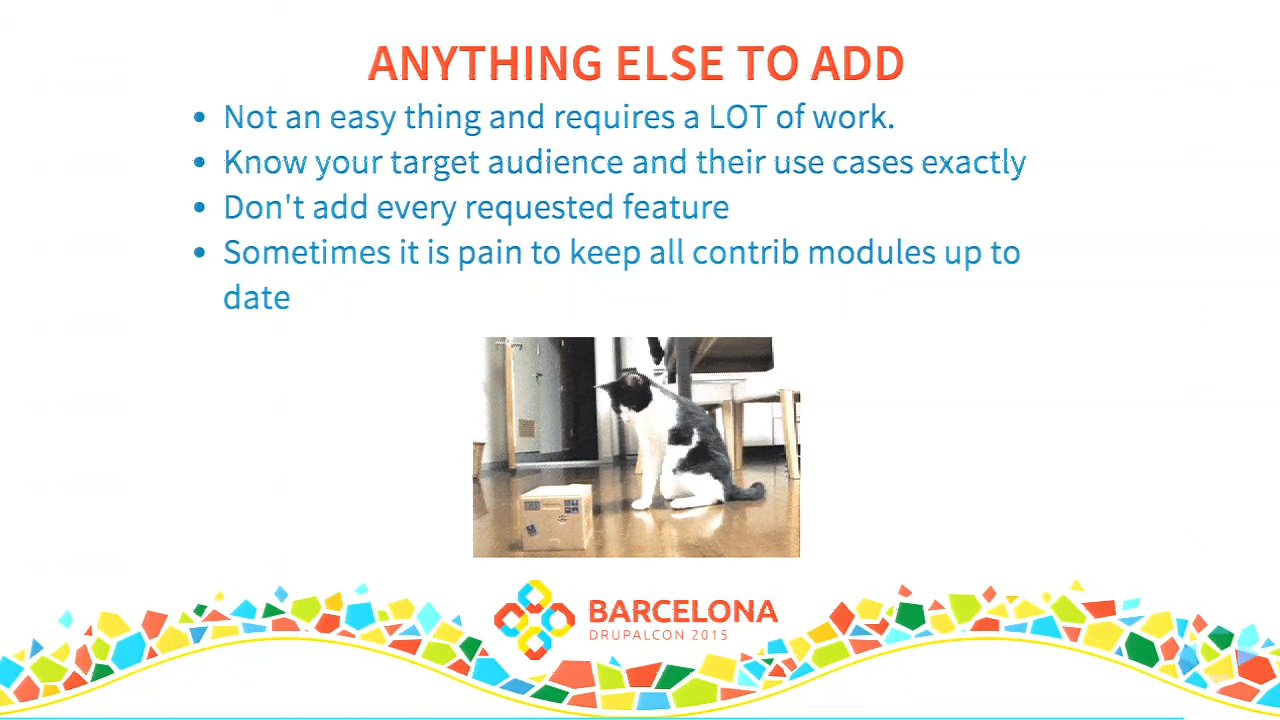 ANYTHING ELSE TO ADD
• Not an easy thing and requires a LOT of work.
• Know your target audience and their use cases exactly
• Don't add every requested feature
• Sometimes it is pain to keep all contrib modules up to
date
BARCELONA
DRUPALCON 2015